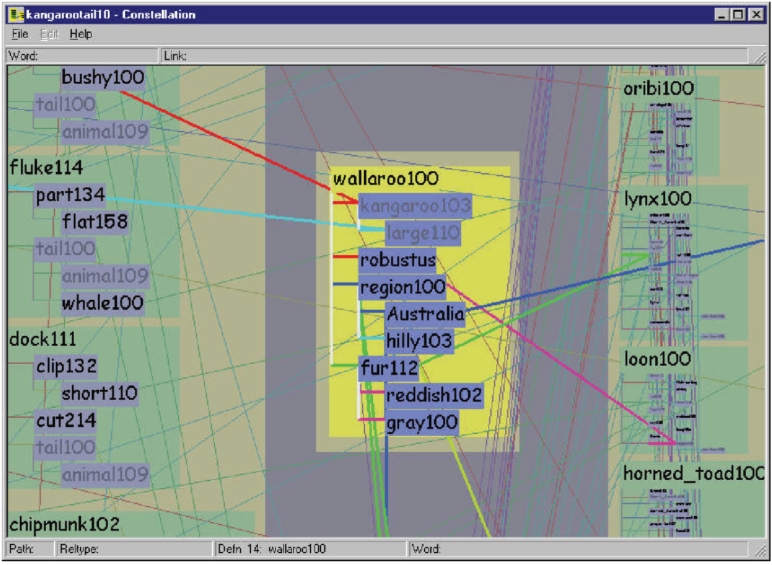 kangarootail10 - Constellation
File Edit Help
Word: Link:
bushy100
tail100
animal109
fluke114
part134
flat158
tail100
animal109
whale100
dock111
clip132
short110
cut214
tail100
animal109
chipmunk102
wallaroo100
kangaroo103
large110
robustus
region100
Australia
hilly103
fur112
reddish102
gray100
oribi100
lynx100
loon100
horned_toad100
Path: Reltype: Defn 14: wallaroo100 Word: